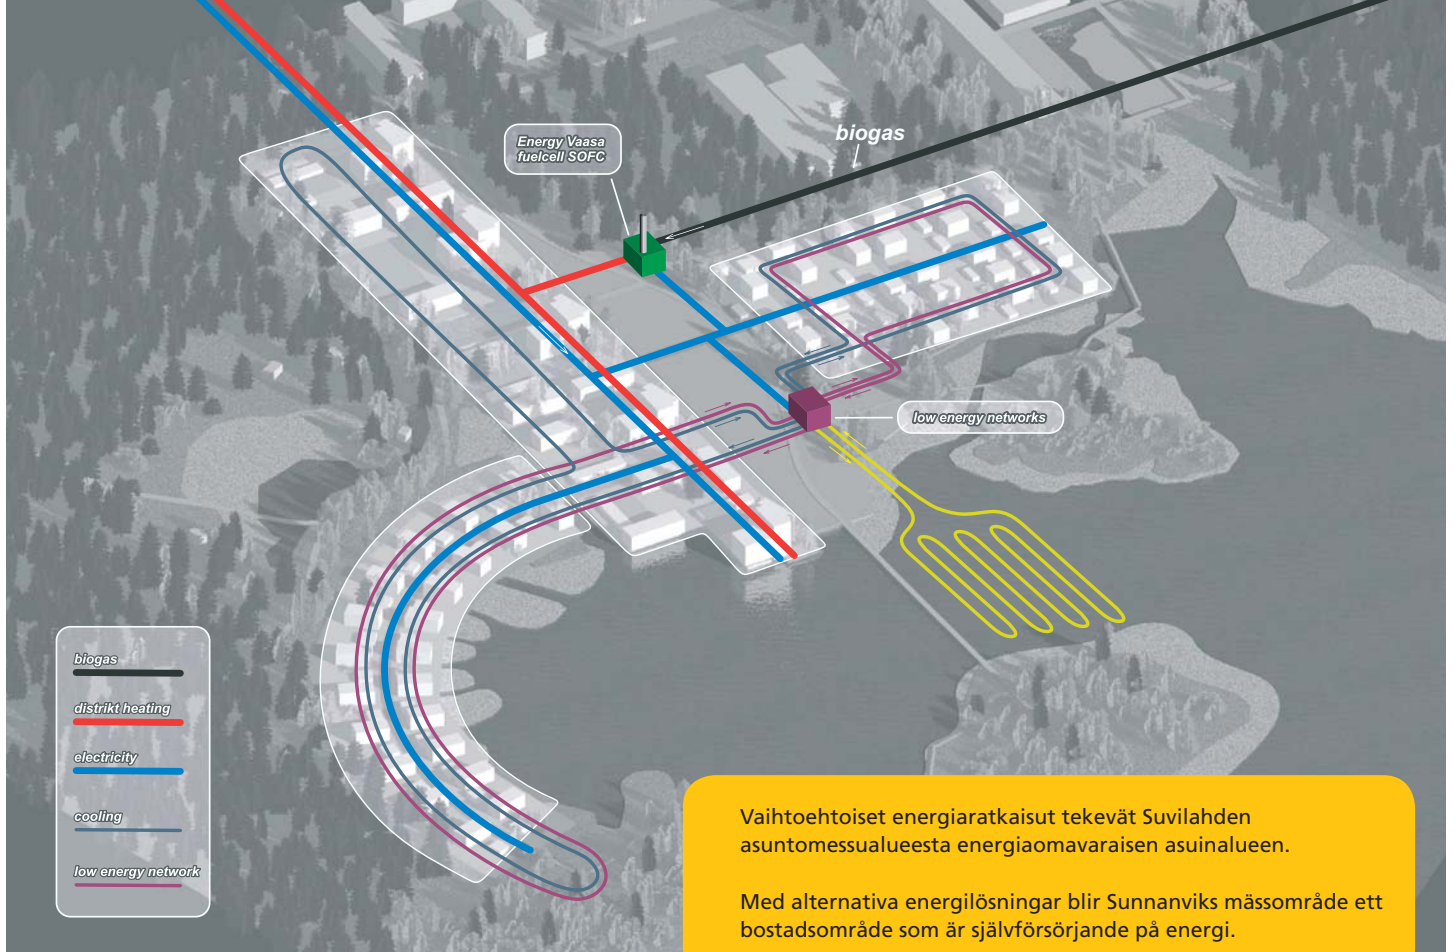 Energy Vaasa
fuelcell SOFC
biogas
low energy networks
biogas
distrikt heating
electricity
cooling
low energy network
Vaihtoehtoiset energiaratkaisut tekevät Suvilahden
asuntomessualueesta energiaomavaraisen asuinalueen.
Med alternativa energilösningar blir Sunnanviks mässområde ett
bostadsområde som är självförsörjande på energi.